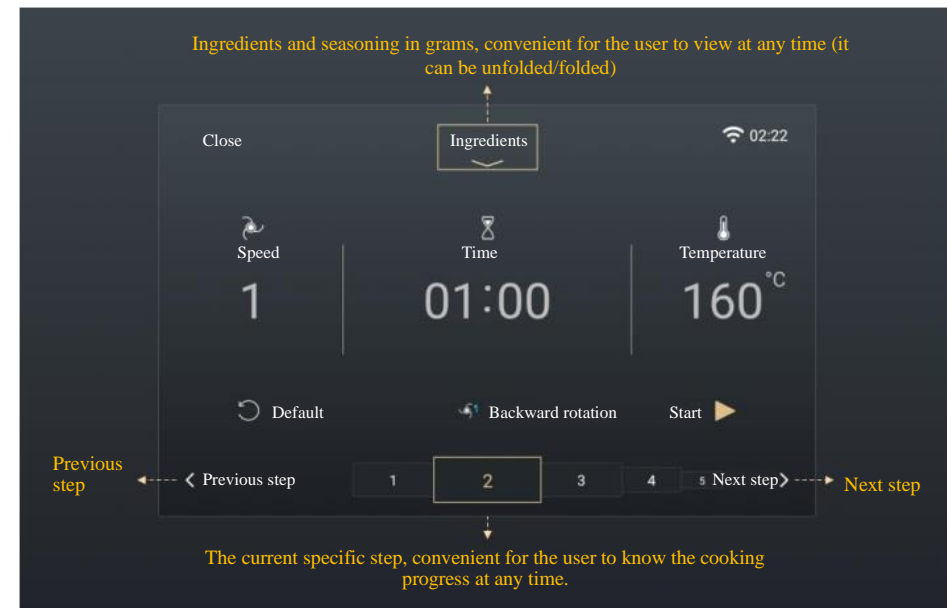 Ingredients and seasoning in grams, convenient for the user to view at any time (it
can be unfolded/folded)
Close
Ingredients
02:22
Speed
Time
Temperature
1
01:00
160°C
Default
Backward rotation
Start
Previous
step
Previous step
1
2
3
4
5
Next step
Next step
The current specific step, convenient for the user to know the cooking
progress at any time.